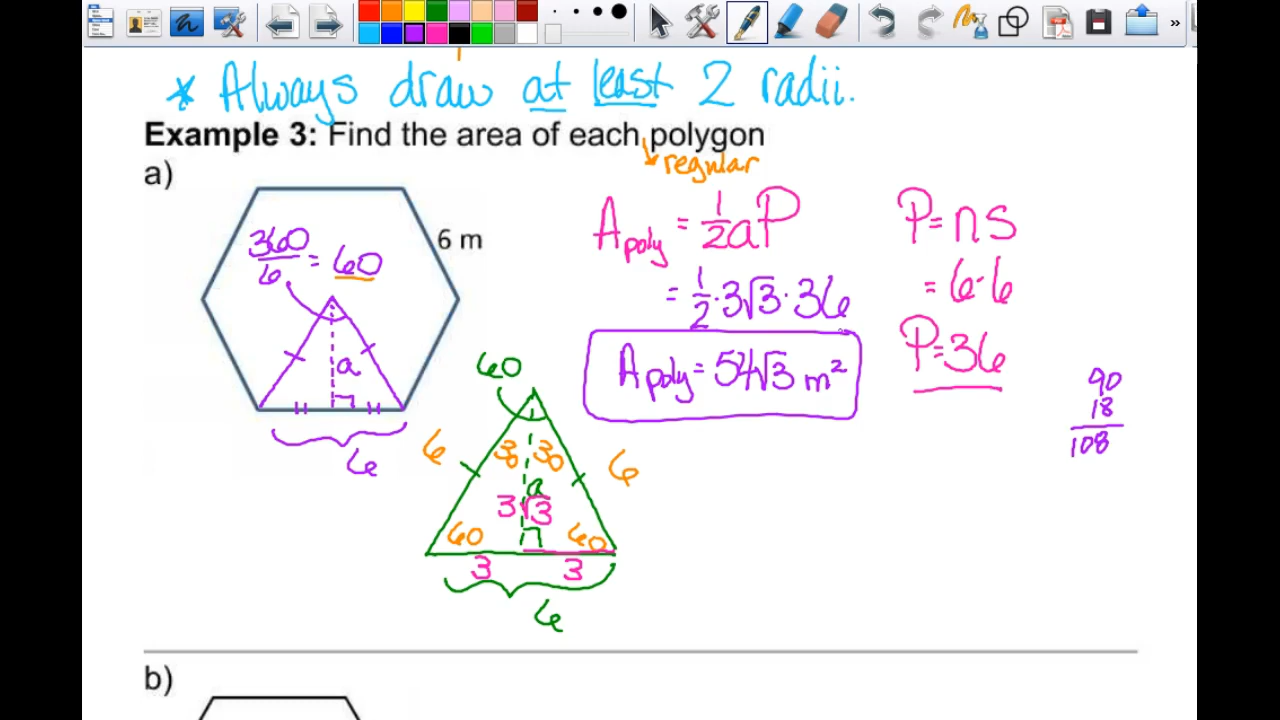 * Always draw at least 2 radii.
Example 3: Find the area of each polygon
regular
a)
6 m
360/6 = 60
a
6
A poly = 1/2 aP
= 1/2 · 3√3 · 36
A poly = 54√3 m²
P = ns
= 6·6
P = 36
90
18
108
60
6
30
30
6
a
3√3
60
60
3
3
6
b)